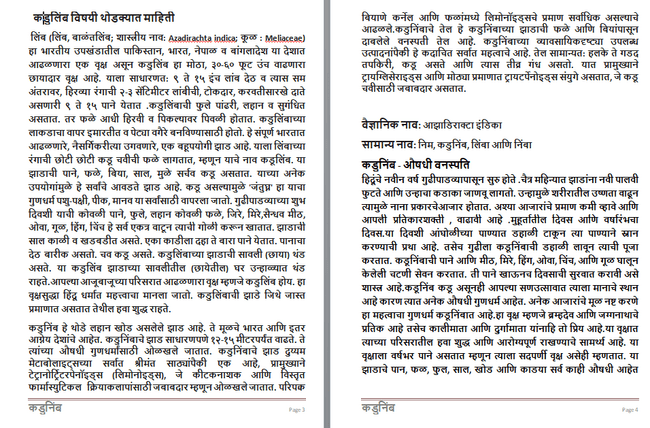 कडुनिंब विषयी थोडक्यात माहिती
लिंब (लिंब, बाळंतलिंब; शास्त्रीय नाव: Azadirachta indica; कूळ : Meliaceae)
हा भारतीय उपखंडातील पाकिस्तान, भारत, नेपाळ व बांगलादेश या देशात
आढळणारा एक वृक्ष असून कडुनिंब हा मोठा, ३०-६० फूट उंच वाढणारा
छायादार वृक्ष आहे. याला साधारणत: ९ ते १५ इंच लांब देठ व त्यास सम
अंतरावर, हिरव्या रंगाची २-३ सेंटिमीटर लांबीची, टोकदार, करवतीसारखे दाते
असणारी ९ ते १५ पाने येतात .कडुलिंबाची फुले पांढरी, लहान व सुगंधित
असतात. तर फळे आधी हिरवी व पिकल्यावर पिवळी होतात. कडुलिंबाच्या
लाकडाचा वापर इमारतीत व पेट्या वगैरे बनविण्यासाठी होतो. हे संपूर्ण भारतात
आढळणारे, नैसर्गिकरीत्या उगवणारे, एक बहूपयोगी झाड आहे. याला लिंबाच्या
रंगाची छोटी छोटी कडू चवीची फळे लागतात, म्हणून याचे नाव कडूलिंब. या
झाडाची पाने, फळे, बिया, साल, मुळे सर्वच कडू असतात. याच्या अनेक
उपयोगांमुळे हे सर्वांचे आवडते झाड आहे. कडू असल्यामुळे 'जंतुघ्न' हा याचा
गुणधर्म पशु-पक्षी, पीक, मानव या सर्वांसाठी वापरला जातो. गुढीपाडव्याच्या शुभ
दिवशी याची कोवळी पाने, फुले, लहान कोवळी फळे, जिरे, मिरे,सैन्धव मीठ,
ओवा, गूळ, हिंग, चिंच हे सर्व एकत्र वाटून त्याची गोळी करून खातात. झाडाची
साल काळी व खडबडीत असते. एका काडीला दहा ते बारा पाने येतात. पानाचा
देठ बारीक असतो. चव कडू असते. कडुलिंबाच्या झाडाची सावली (छाया) थंड
असते. या कडुलिंब झाडाच्या सावलीतील (छायेतील) घर उन्हाळ्यात थंड
राहते.आपल्या आजूबाजूच्या परिसरात आढळणारा वृक्ष म्हणजे कडुलिंब होय. हा
वृक्षसुद्धा हिंदू धर्मात महत्त्वाचा मानला जातो. कडुलिंबाची झाडे जिथे जास्त
प्रमाणात असतात तेथील हवा शुद्ध राहते.
कडुनिंब हे थोडे लहान खोड असलेले झाड आहे. ते मूळचे भारत आणि इतर
आग्नेय देशांचे आहेत. कडुनिंबाचे झाड साधारणपणे १२-१५ मीटरपर्यंत वाढते. ते
त्यांच्या औषधी गुणधर्मांसाठी ओळखले जातात. कडुनिंबाचे झाड दुय्यम
मेटाबोलाइट्सच्या सर्वात श्रीमंत साठ्यांपैकी एक आहे, प्रामुख्याने
टेट्रानोर्ट्रिटरपेनॉइड्स (लिमोनोइड्स), जे कीटकनाशक आणि विस्तृत
फार्मास्युटिकल क्रियाकलापांसाठी जबाबदार म्हणून ओळखले जातात. परिपक्व
कडुनिंब
Page 3
बियाणे कर्नेल आणि फळांमध्ये लिमोनॉइड्सचे प्रमाण सर्वाधिक असल्याचे
आढळले.कडुनिंबाचे तेल हे कडुनिंबाच्या झाडाची फळे आणि बियांपासून
दाबलेले वनस्पती तेल आहे. कडुनिंबाच्या व्यावसायिकदृष्ट्या उपलब्ध
उत्पादनांपैकी हे कदाचित सर्वात महत्वाचे आहे. तेल सामान्यत: हलके ते गडद
तपकिरी, कडू असते आणि त्यास तीव्र गंध असतो. यात प्रामुख्याने
ट्रायग्लिसेराइड्स आणि मोठ्या प्रमाणात ट्रायटर्पेनोइड्स संयुगे असतात, जे कडू
चवीसाठी जबाबदार असतात.
वैज्ञानिक नाव: आझाडिराक्टा इंडिका
सामान्य नाव: निम, कडुनिंब, लिंबा आणि निंबा
कडुनिंब - औषधी वनस्पती
हिंदूंचे नवीन वर्ष गुढीपाडव्यापासून सुरु होते .चैत्र महिन्यात झाडांना नवी पालवी
फुटते आणि उन्हाचा कडाका जाणवू लागतो. उन्हामुळे शरीरातील उष्णता वाढून
त्यामुळे नाना प्रकारचेआजार होतात. अश्या आजारांचे प्रमाण कमी व्हावे आणि
आपली प्रतिकारशक्ती , वाढावी आहे .मुहूर्तातील दिवस आणि वर्षारंभचा
दिवस.या दिवशी आंघोळीच्या पाण्यात डहाळी टाकून त्या पाण्याने स्नान
करण्याची प्रथा आहे. तसेच गुढीला कडुनिंबाची डहाळी लावून त्याची पूजा
करतात. कडुनिंबाची पाने आणि मीठ, मिरे, हिंग, ओवा, चिंच, आणि गूळ घालून
केलेली चटणी सेवन करतात. ती पाने खाऊनच दिवसाची सुरवात करावी असे
शास्त्र आहे.कडूनिंब कडू असूनही आपल्या सणउत्सवात त्याला मानाचे स्थान
आहे कारण त्यात अनेक औषधी गुणधर्म आहेत. अनेक आजारांचे मूळ नष्ट करणे
हा महत्वाचा गुणधर्म कडूनिंबात आहे.हा वृक्ष म्हणजे ब्रम्हदेव आणि जगन्नाथाचे
प्रतिक आहे तसेच कालीमाता आणि दुर्गामाता यांनाहि तो प्रिय आहे.या वृक्षात
त्याच्या परिसरातील हवा शुद्ध आणि आरोग्यपूर्ण राखण्याचे सामर्थ्य आहे. या
वृक्षाला वर्षभर पाने असतात म्हणून त्याला सदपर्णी वृक्ष असेही म्हणतात. या
झाडाचे पान, फळ, फुल, साल, खोड आणि काडया सर्व काही औषधी आहेत
कडुनिंब
Page 4